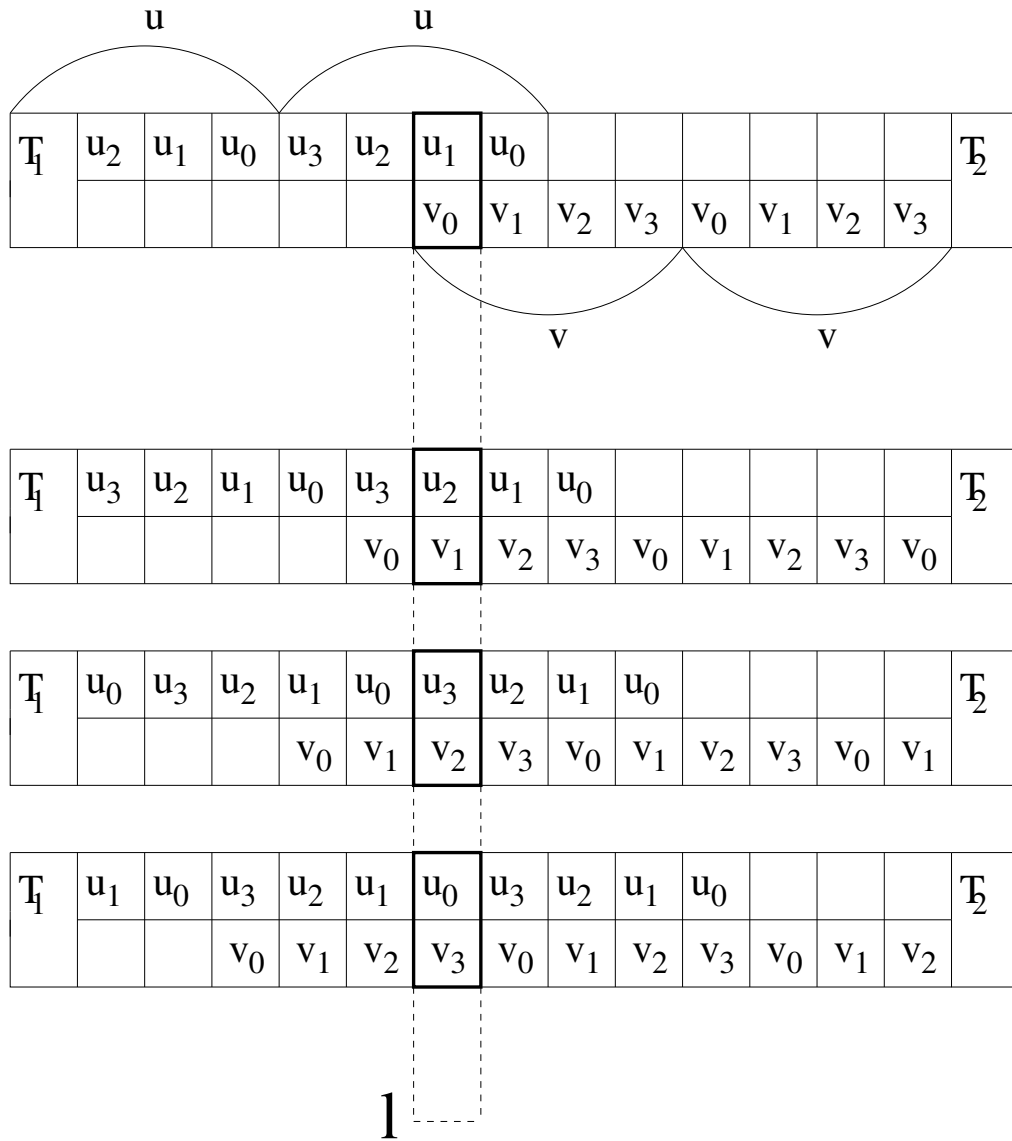 u u
T₁ u₂ u₁ u₀ u₃ u₂ u₁ u₀ T₂
v₀ v₁ v₂ v₃ v₀ v₁ v₂ v₃
v v
T₁ u₃ u₂ u₁ u₀ u₃ u₂ u₁ u₀ T₂
v₀ v₁ v₂ v₃ v₀ v₁ v₂ v₃ v₀
T₁ u₀ u₃ u₂ u₁ u₀ u₃ u₂ u₁ u₀ T₂
v₀ v₁ v₂ v₃ v₀ v₁ v₂ v₃ v₀ v₁
T₁ u₁ u₀ u₃ u₂ u₁ u₀ u₃ u₂ u₁ u₀ T₂
v₀ v₁ v₂ v₃ v₀ v₁ v₂ v₃ v₀ v₁ v₂
l